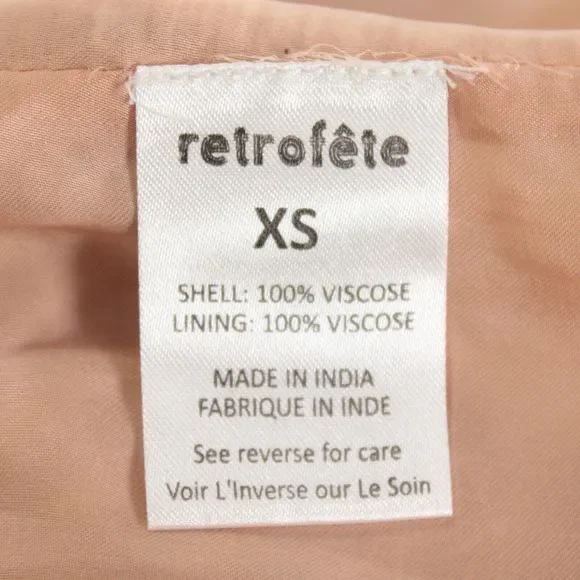 retrofête
XS
SHELL: 100% VISCOSE
LINING: 100% VISCOSE
MADE IN INDIA
FABRIQUE IN INDE
See reverse for care
Voir L'Inverse our Le Soin